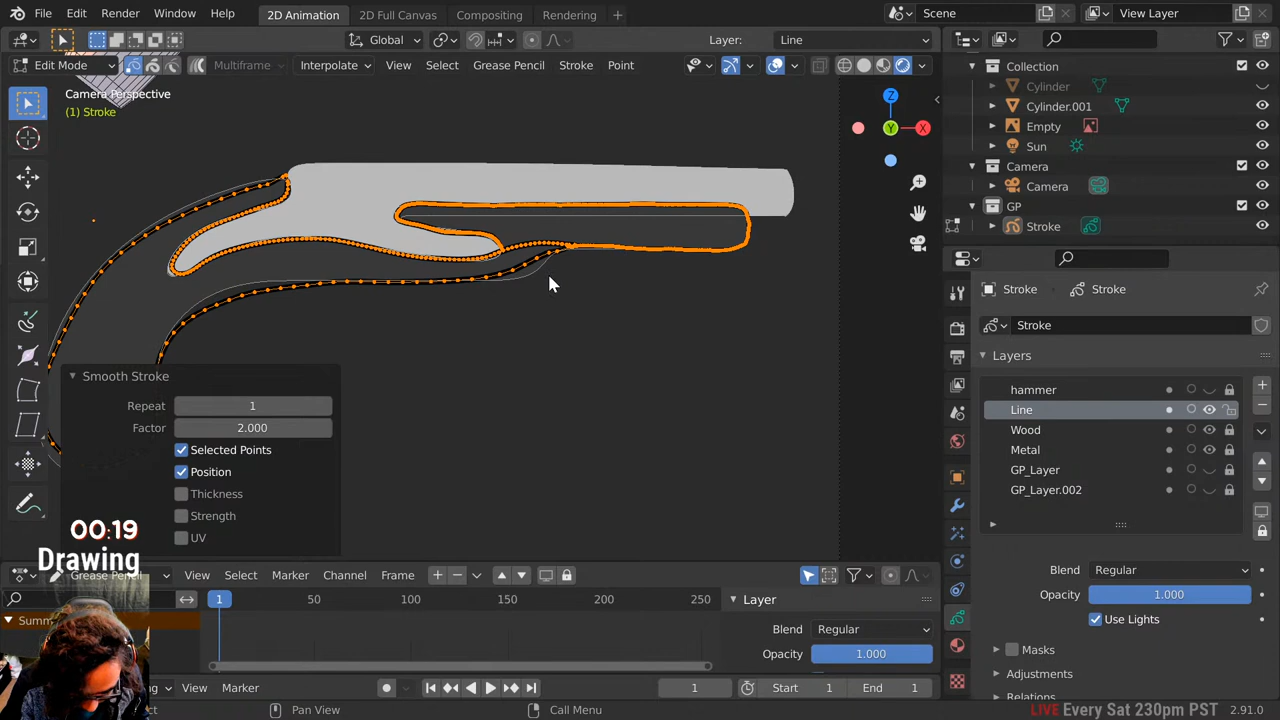 File Edit Render Window Help 2D Animation 2D Full Canvas Compositing Rendering + Scene View Layer
Global Layer: Line
Edit Mode Multiframe Interpolate View Select Grease Pencil Stroke Point
Camera Perspective
(1) Stroke
Z
Y
X
Collection
Cylinder
Cylinder.001
Empty
Sun
Camera
Camera
GP
Stroke
Stroke Stroke
Stroke
Layers
hammer
Line
Wood
Metal
GP_Layer
GP_Layer.002
Blend Regular
Opacity 1.000
Use Lights
Masks
Adjustments
Smooth Stroke
Repeat 1
Factor 2.000
Selected Points
Position
Thickness
Strength
UV
00:19
Drawing
Grease Pencil View Select Marker Channel Frame
1 50 100 150 200 250
Summ
Layer
Blend Regular
Opacity 1.000
View Marker 1 Start 1 End 1
Pan View Call Menu
LIVE Every Sat 230pm PST 2.91.0